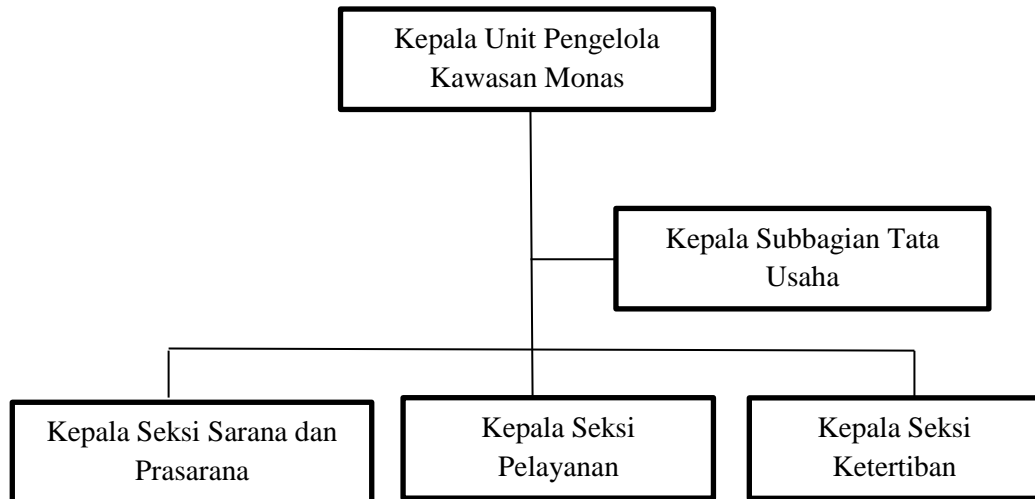 Kepala Unit Pengelola
Kawasan Monas
Kepala Subbagian Tata
Usaha
Kepala Seksi Sarana dan
Prasarana
Kepala Seksi
Pelayanan
Kepala Seksi
Ketertiban